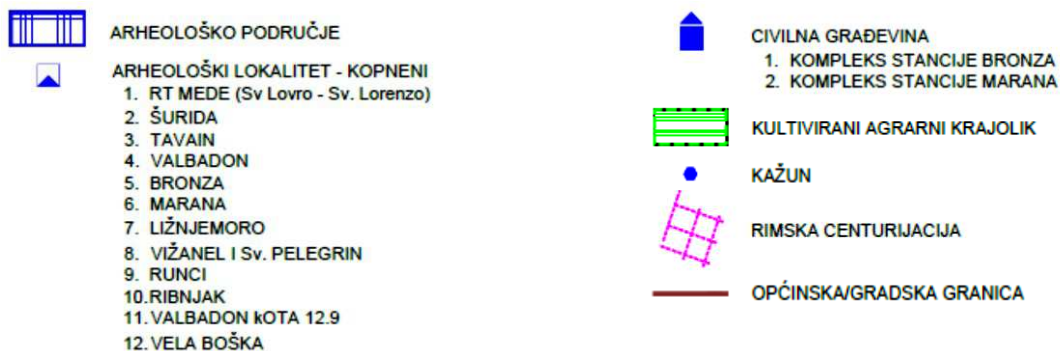 ARHEOLOŠKO PODRUČJE
ARHEOLOŠKI LOKALITET - KOPNENI
1. RT MEDE (Sv Lovro - Sv. Lorenzo)
2. ŠURIDA
3. TAVAIN
4. VALBADON
5. BRONZA
6. MARANA
7. LIŽNJEMORO
8. VIŽANEL I Sv. PELEGRIN
9. RUNCI
10.RIBNJAK
11.VALBADON kOTA 12.9
12.VELA BOŠKA
CIVILNA GRAĐEVINA
1. KOMPLEKS STANCIJE BRONZA
2. KOMPLEKS STANCIJE MARANA
KULTIVIRANI AGRARNI KRAJOLIK
KAŽUN
RIMSKA CENTURIJACIJA
OPĆINSKA/GRADSKA GRANICA